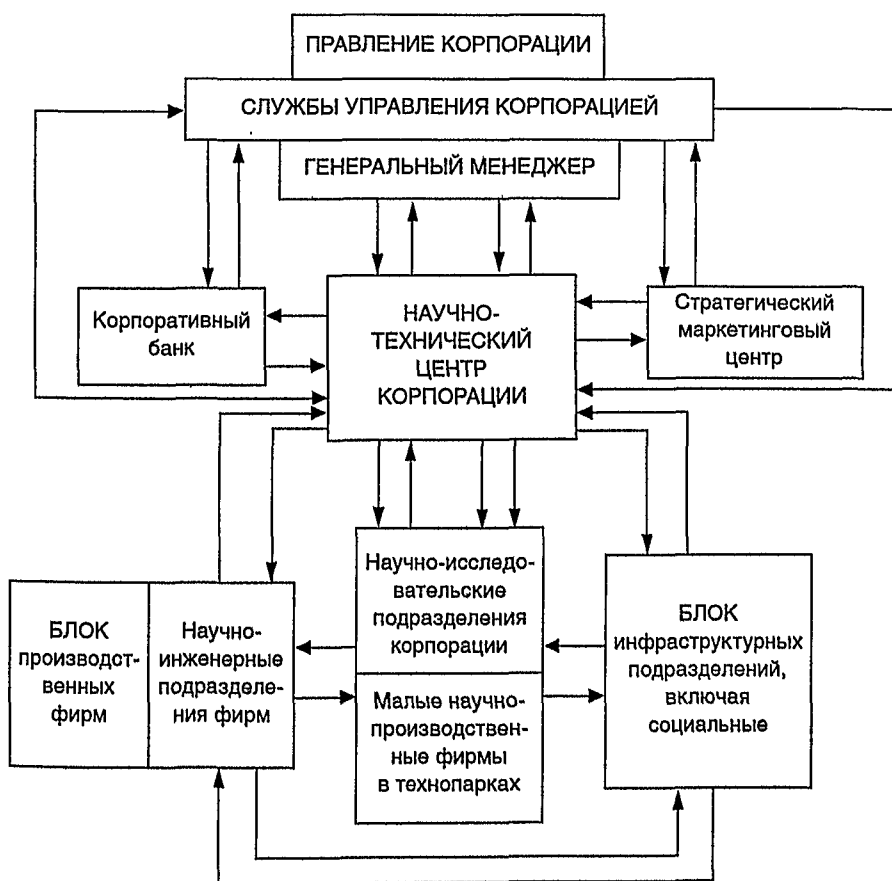 ПРАВЛЕНИЕ КОРПОРАЦИИ
СЛУЖБЫ УПРАВЛЕНИЯ КОРПОРАЦИЕЙ
ГЕНЕРАЛЬНЫЙ МЕНЕДЖЕР
Корпоративный
банк
НАУЧНО-
ТЕХНИЧЕСКИЙ
ЦЕНТР
КОРПОРАЦИИ
Стратегический
маркетинговый
центр
БЛОК
производст-
венных
фирм
Научно-
инженерные
подразделе-
ния фирм
Научно-исследо-
вательские
подразделения
корпорации
Малые научно-
производствен-
ные фирмы
в технопарках
БЛОК
инфраструктурных
подразделений,
включая
социальные